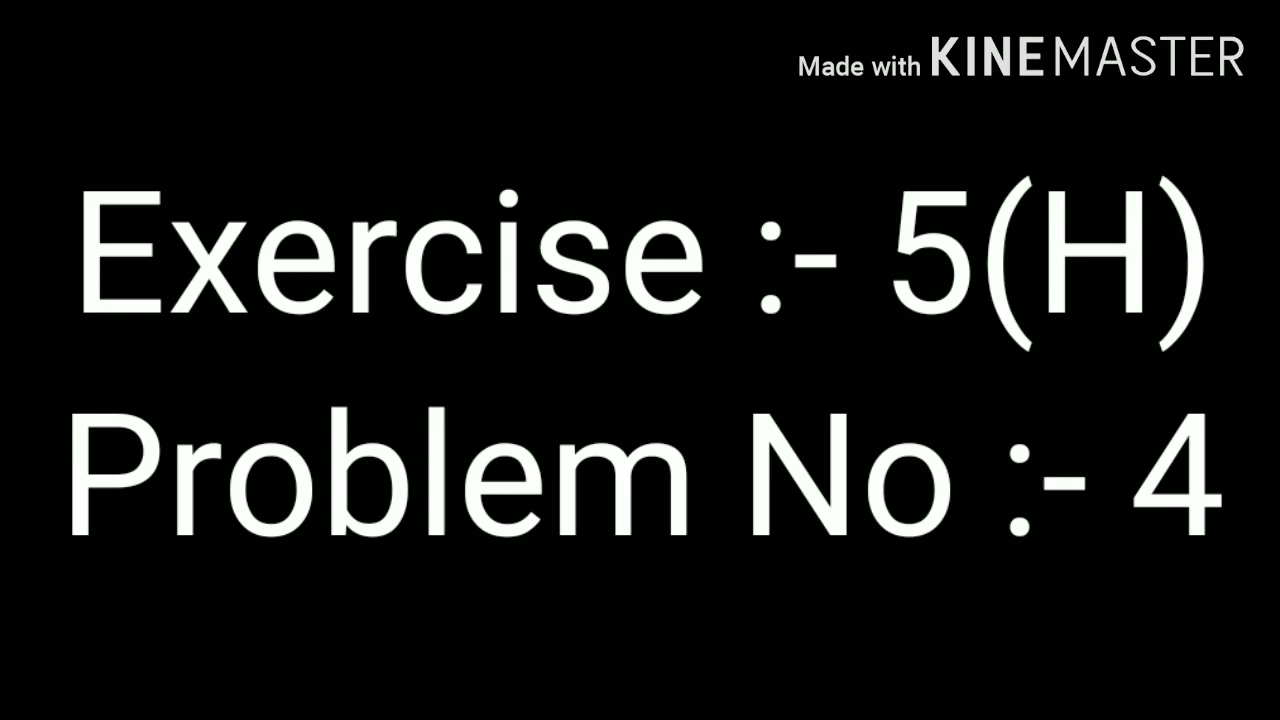 Made with KINEMASTER
Exercise :- 5(H)
Problem No :- 4